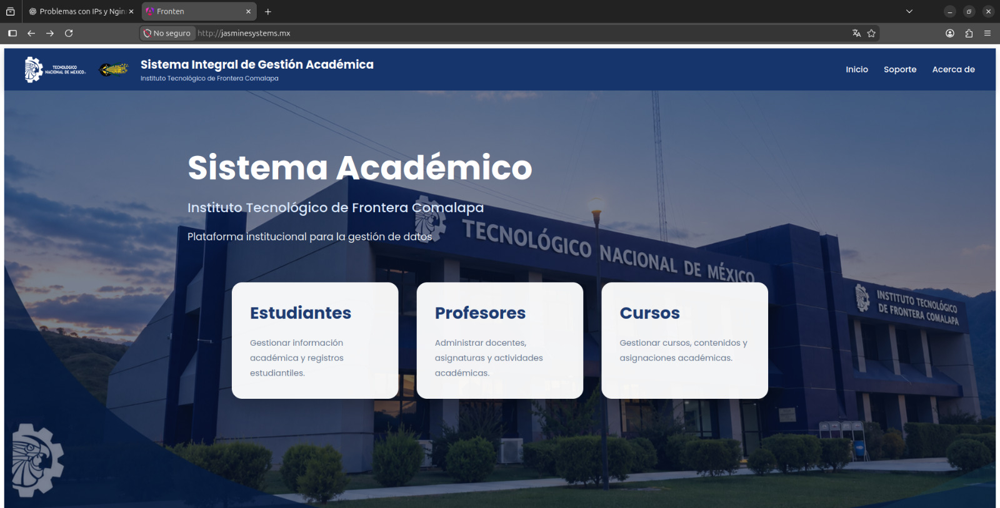 Problemas con IPs y Ngin
Fronten
No seguro
http://jasminesystems.mx
TECNOLÓGICO
NACIONAL DE MÉXICO
Sistema Integral de Gestión Académica
Instituto Tecnológico de Frontera Comalapa
Inicio
Soporte
Acerca de
Sistema Académico
Instituto Tecnológico de Frontera Comalapa
Plataforma institucional para la gestión de datos
TECNOLÓGICO NACIONAL DE MÉXICO
INSTITUTO TECNOLÓGICO
DE FRONTERA COMALAPA
Estudiantes
Gestionar información
académica y registros
estudiantiles.
Profesores
Administrar docentes,
asignaturas y actividades
académicas.
Cursos
Gestionar cursos, contenidos y
asignaciones académicas.